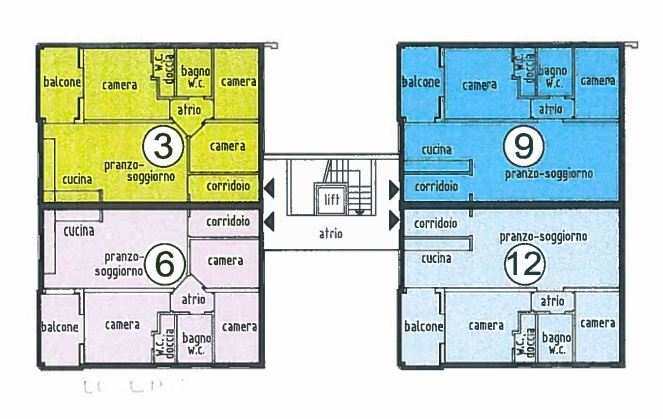 balcone
camera
W.C.
doccia
bagno
W.C.
camera
atrio
camera
3
pranzo-
soggiorno
cucina
corridoio
balcone
camera
W.C.
doccia
bagno
W.C.
camera
atrio
cucina
9
pranzo-soggiorno
corridoio
lift
atrio
corridoio
cucina
pranzo-
soggiorno
6
camera
atrio
balcone
camera
W.C.
doccia
bagno
W.C.
camera
corridoio
pranzo-soggiorno
cucina
12
atrio
balcone
camera
W.C.
doccia
bagno
W.C.
camera